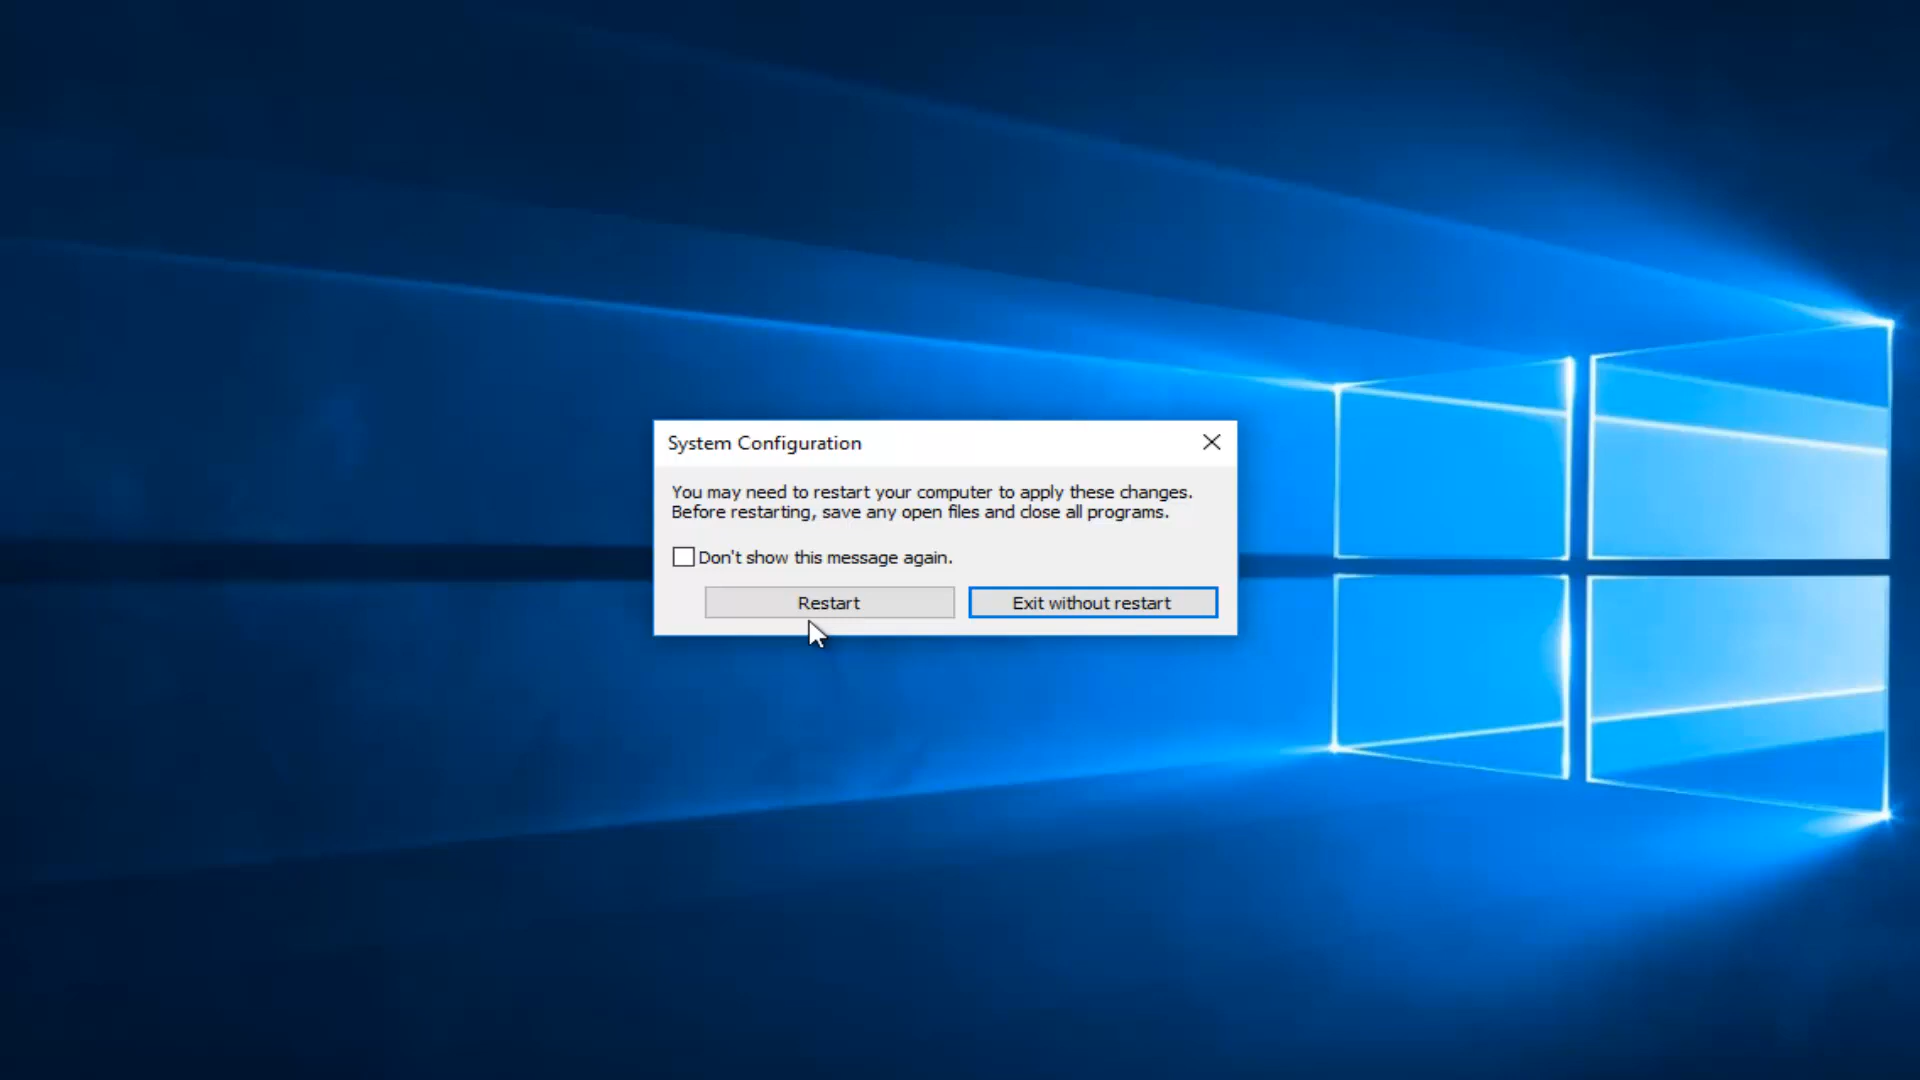 System Configuration
You may need to restart your computer to apply these changes.
Before restarting, save any open files and close all programs.
Don't show this message again.
Restart
Exit without restart